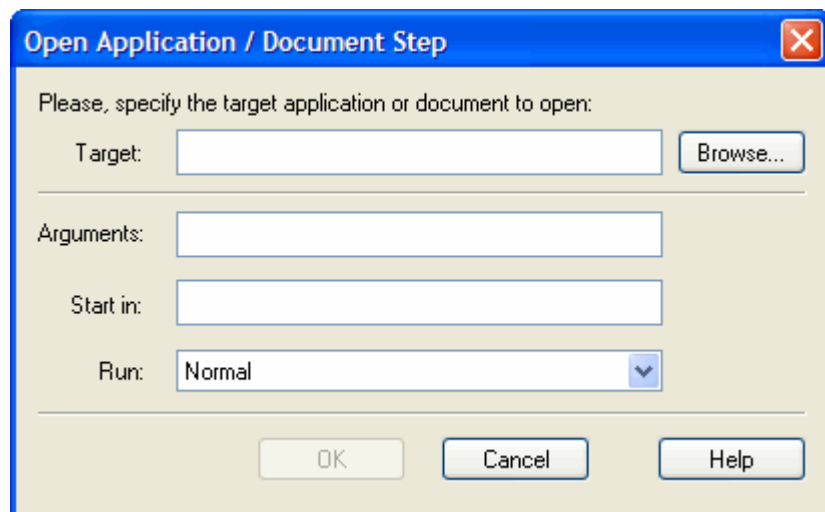 Open Application / Document Step
Please, specify the target application or document to open:
Target:
Browse...
Arguments:
Start in:
Run:
Normal
OK
Cancel
Help